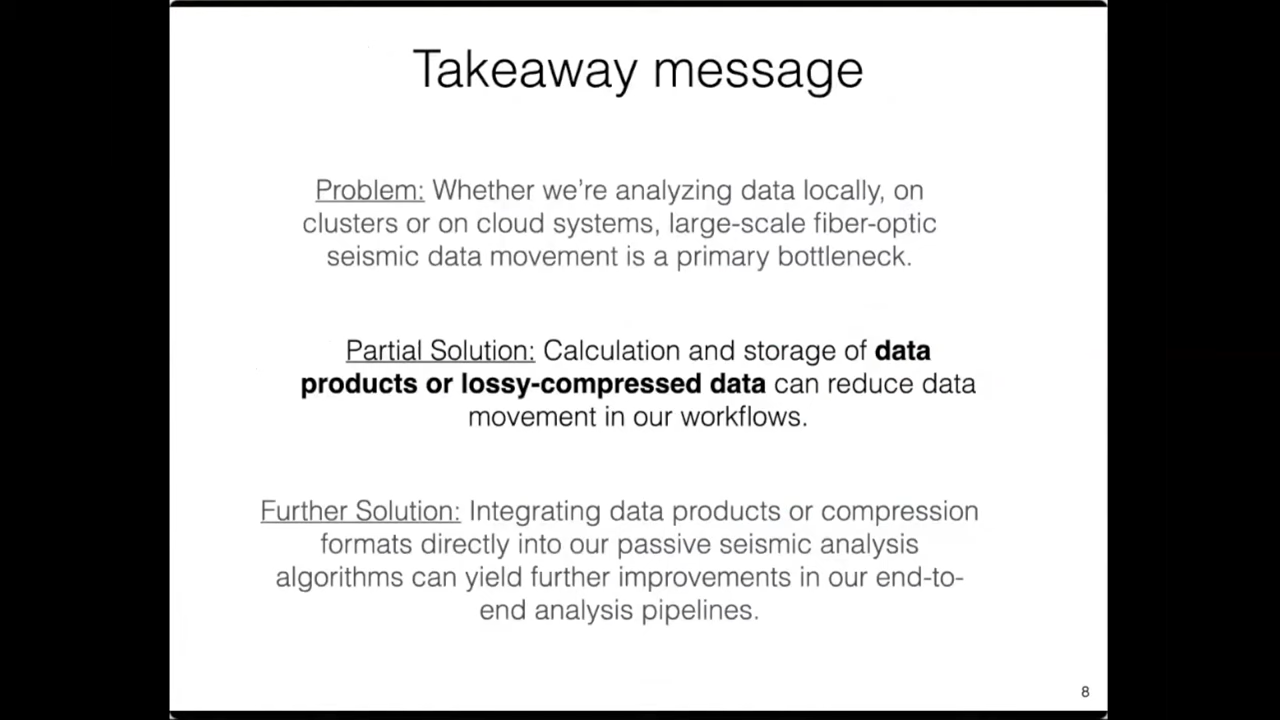 Takeaway message
Problem: Whether we're analyzing data locally, on
clusters or on cloud systems, large-scale fiber-optic
seismic data movement is a primary bottleneck.
Partial Solution: Calculation and storage of data
products or lossy-compressed data can reduce data
movement in our workflows.
Further Solution: Integrating data products or compression
formats directly into our passive seismic analysis
algorithms can yield further improvements in our end-to-
end analysis pipelines.
8